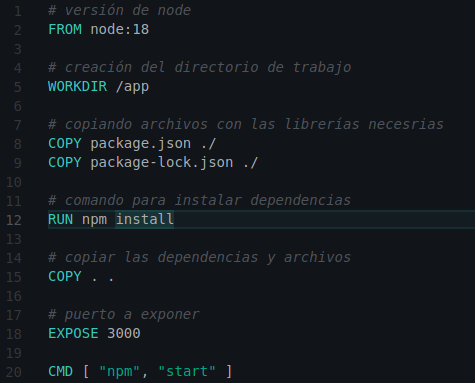 1 # versión de node
2 FROM node:18
3
4 # creación del directorio de trabajo
5 WORKDIR /app
6
7 # copiando archivos con las librerías necesrias
8 COPY package.json ./
9 COPY package-lock.json ./
10
11 # comando para instalar dependencias
12 RUN npm install
13
14 # copiar las dependencias y archivos
15 COPY . .
16
17 # puerto a exponer
18 EXPOSE 3000
19
20 CMD [ "npm", "start" ]